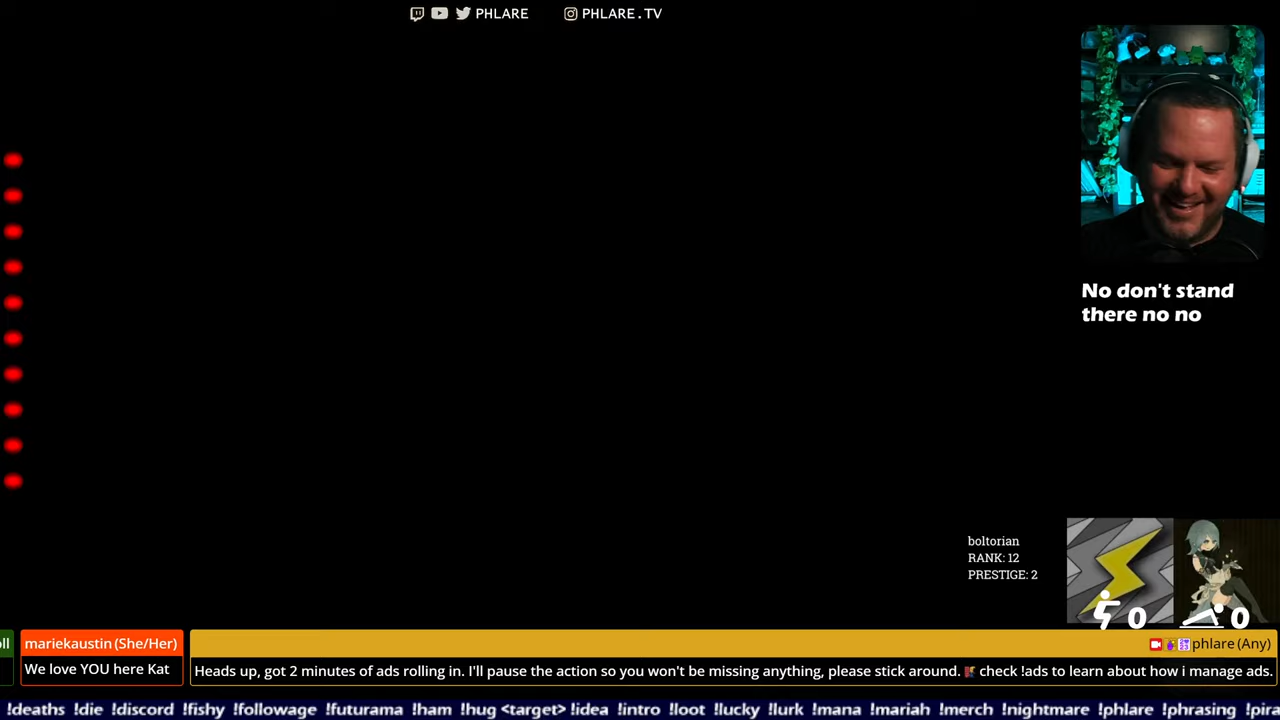 PHLARE PHLARE.TV
No don't stand
there no no
boltorian
RANK: 12
PRESTIGE: 2
0 0
oll mariekaustin (She/Her) phlare (Any)
We love YOU here Kat Heads up, got 2 minutes of ads rolling in. I'll pause the action so you won't be missing anything, please stick around. check !ads to learn about how i manage ads.
!deaths !die !discord !fishy !followage !futurama !ham !hug <target> !idea !intro !loot !lucky !lurk !mana !mariah !merch !nightmare !phlare !phrasing !pira